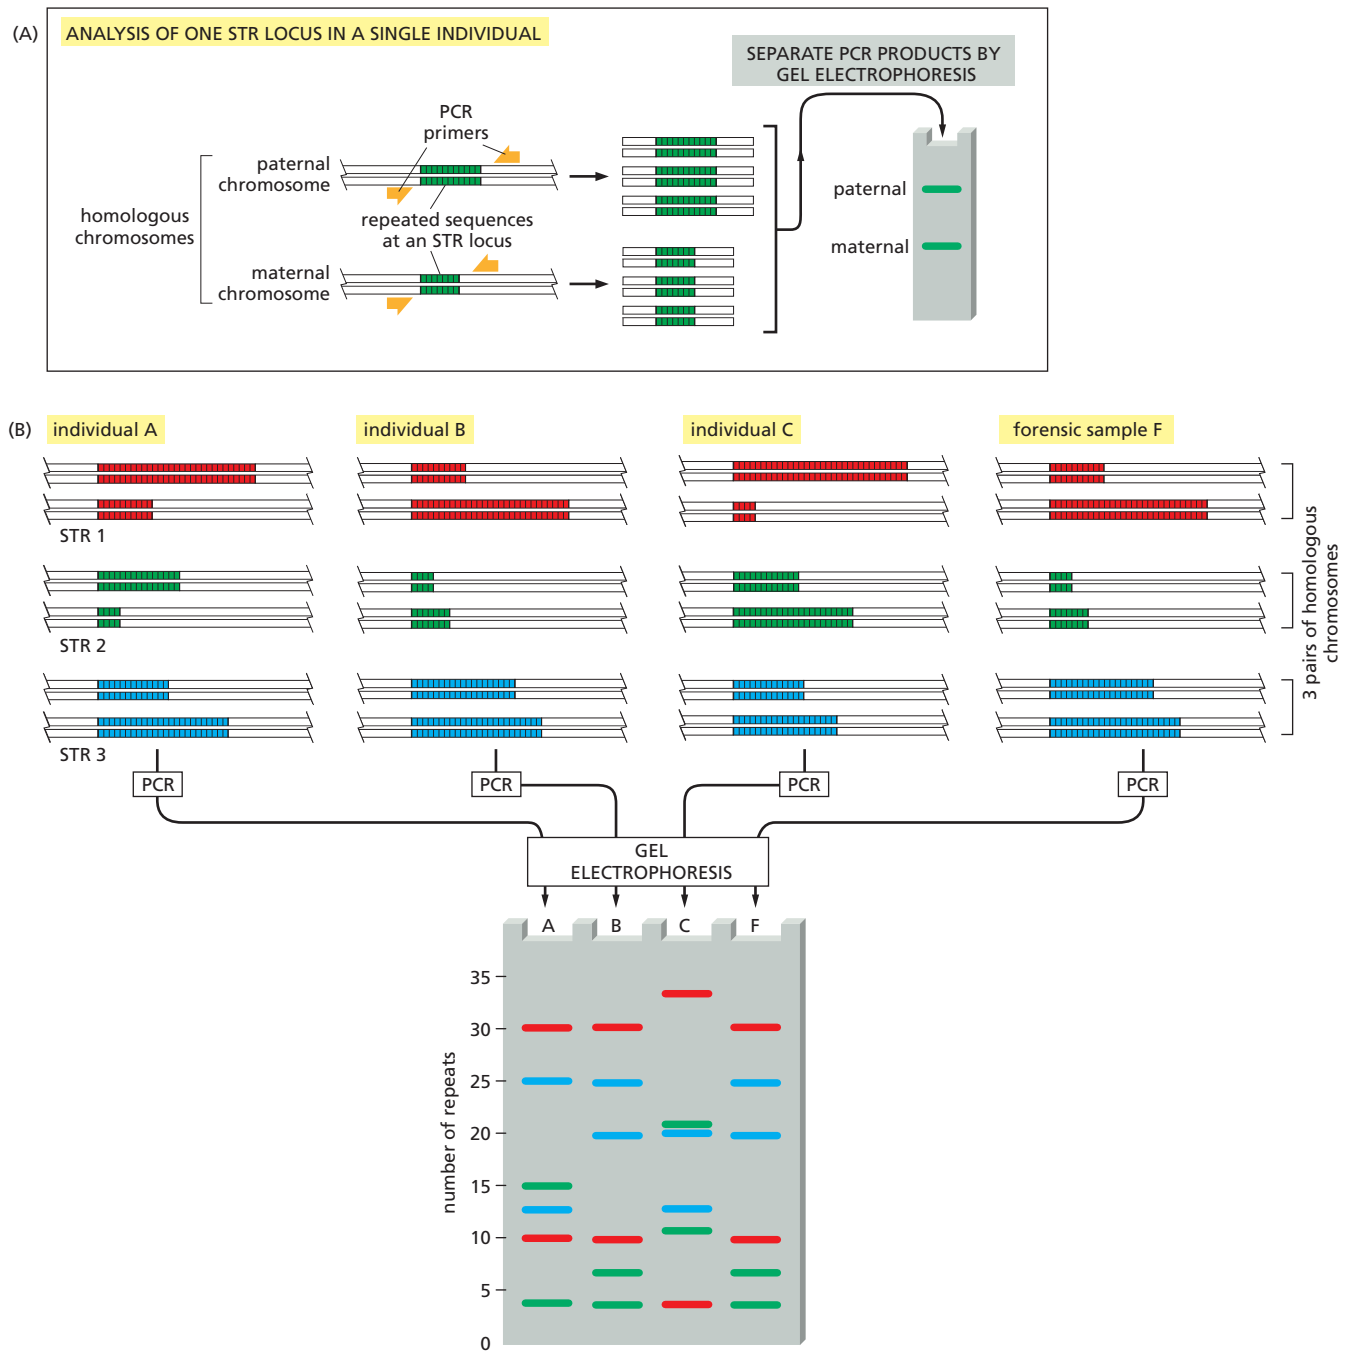 (A)
ANALYSIS OF ONE STR LOCUS IN A SINGLE INDIVIDUAL
SEPARATE PCR PRODUCTS BY
GEL ELECTROPHORESIS
PCR
primers
paternal
chromosome
homologous
chromosomes
repeated sequences
at an STR locus
maternal
chromosome
paternal
maternal
(B)
individual A
individual B
individual C
forensic sample F
STR 1
STR 2
STR 3
3 pairs of homologous
chromosomes
PCR
PCR
PCR
PCR
GEL
ELECTROPHORESIS
A
B
C
F
number of repeats
35
30
25
20
15
10
5
0